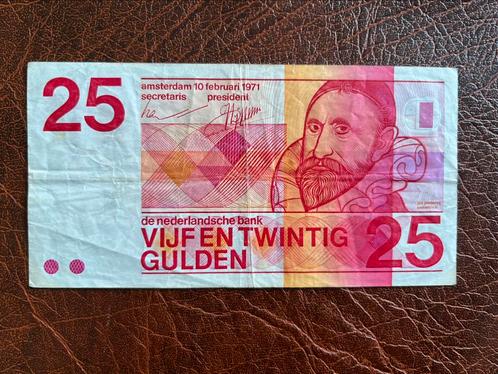 25
amsterdam 10 februari 1971
secretaris president
de nederlandsche bank
VIJF EN TWINTIG
GULDEN
25